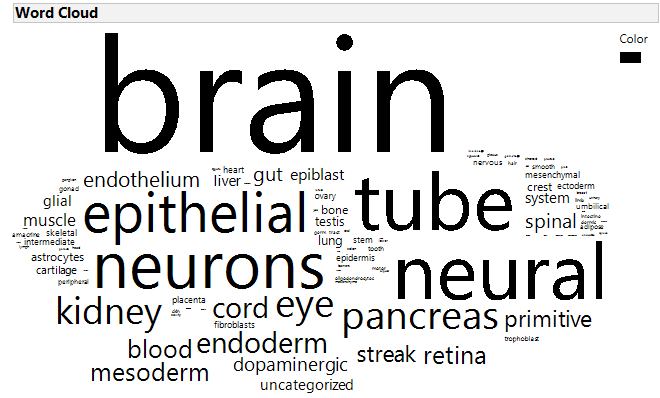 Word Cloud
Color
brain
heart
endothelium
liver
gut
epiblast
nervous
hair
smooth
mesenchymal
crest
ectoderm
gonad
glial
ovary
system
umbilical
muscle
epithelial
bone
testis
tube
spinal
adipose
skeletal
intermediate
lung
stem
tooth
astrocytes
epidermis
cartilage
neurons
neural
peripheral
placenta
kidney
cord
eye
pancreas
primitive
fibroblasts
trophoblast
blood
endoderm
streak
retina
mesoderm
dopaminergic
uncategorized